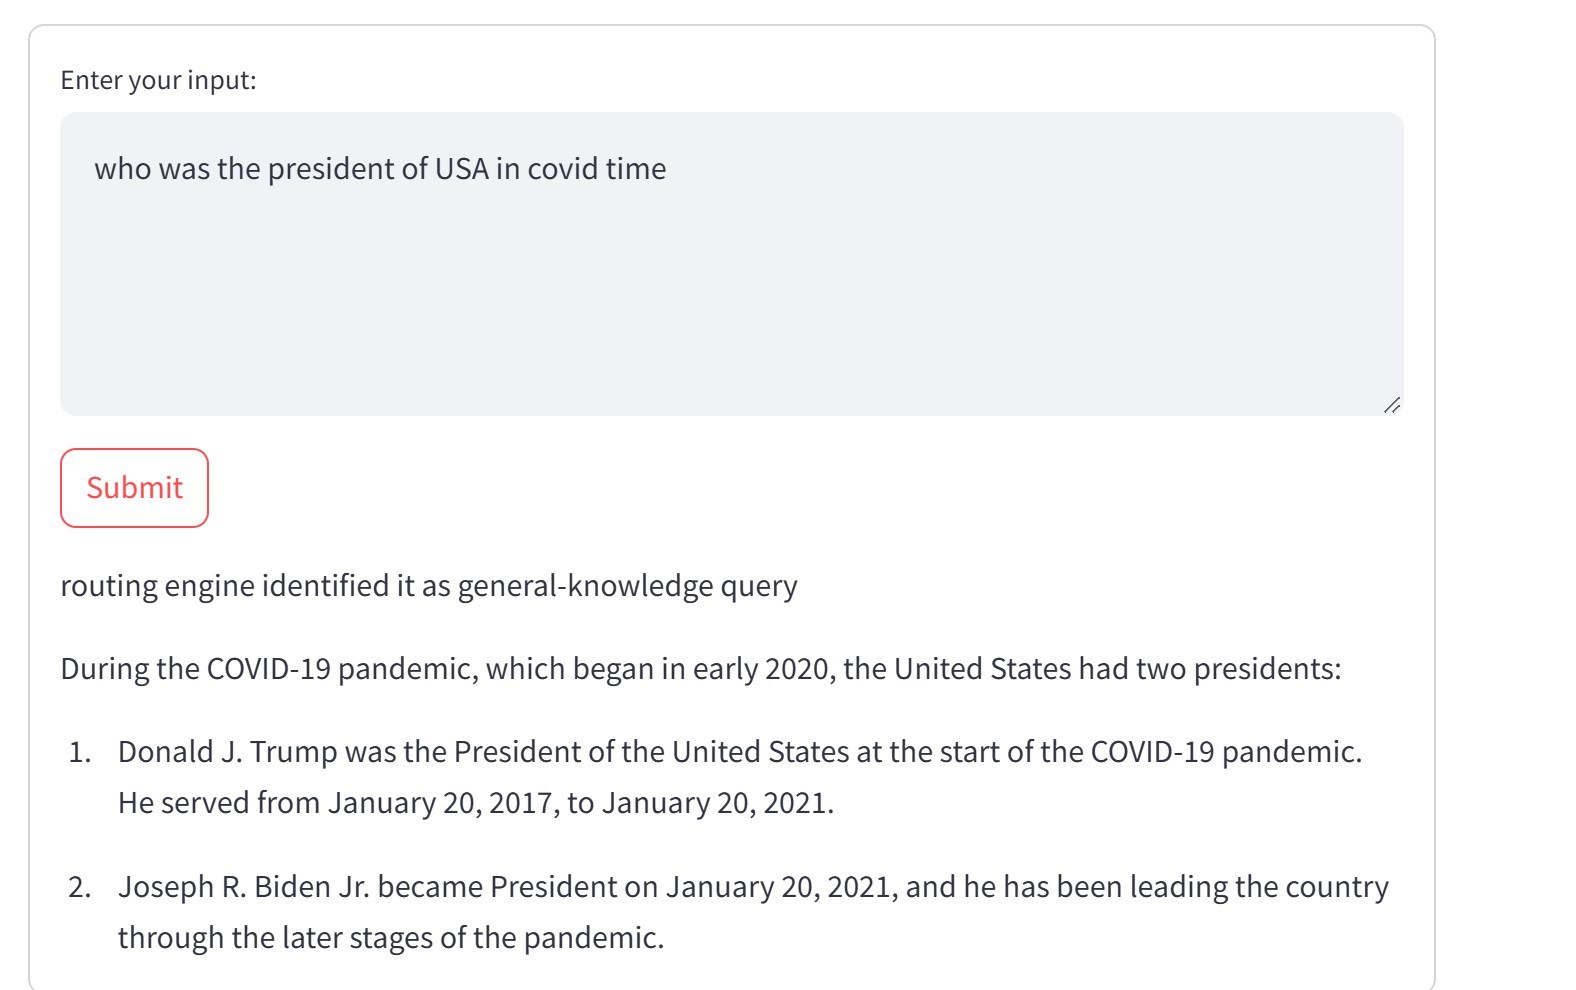 Enter your input:
who was the president of USA in covid time
Submit
routing engine identified it as general-knowledge query
During the COVID-19 pandemic, which began in early 2020, the United States had two presidents:
1. Donald J. Trump was the President of the United States at the start of the COVID-19 pandemic.
He served from January 20, 2017, to January 20, 2021.
2. Joseph R. Biden Jr. became President on January 20, 2021, and he has been leading the country
through the later stages of the pandemic.